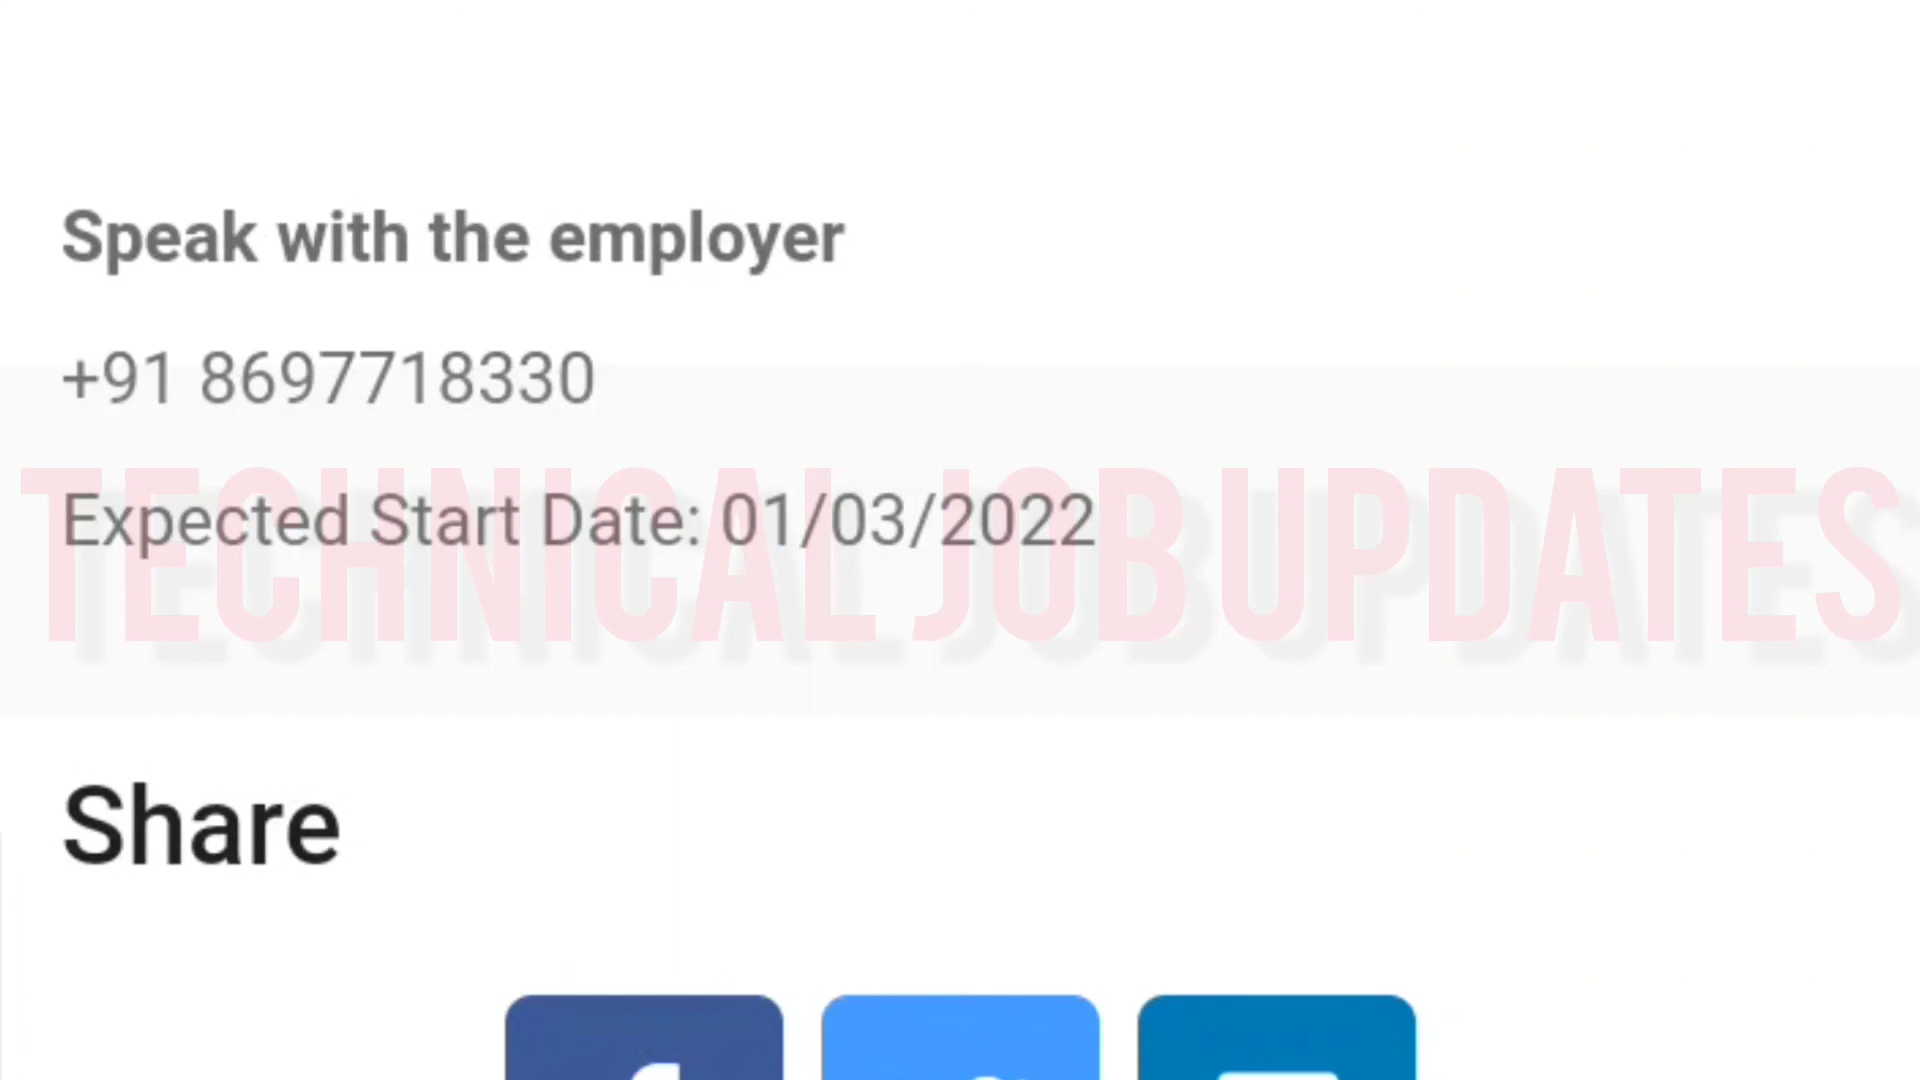 Speak with the employer
+91 8697718330
Expected Start Date: 01/03/2022
TECHNICAL JOB UPDATES
Share